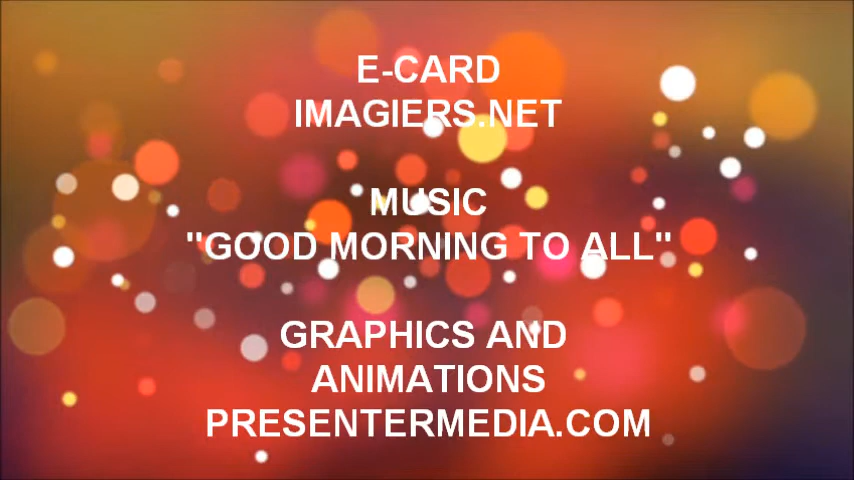 E-CARD
IMAGIERS.NET
MUSIC
"GOOD MORNING TO ALL"
GRAPHICS AND
ANIMATIONS
PRESENTERMEDIA.COM